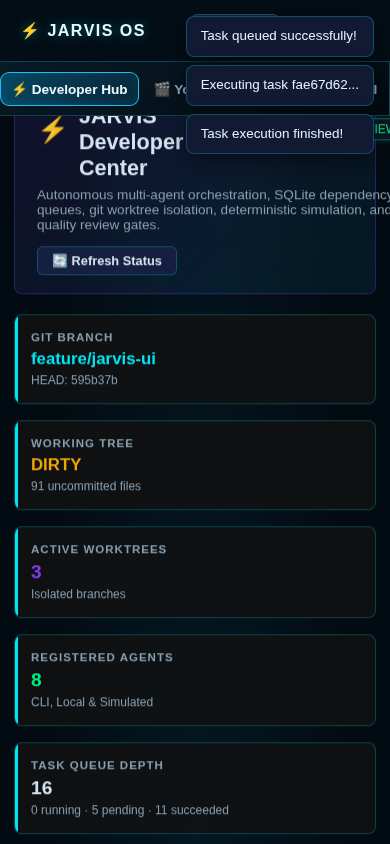 ⚡ JARVIS OS
Task queued successfully!
Executing task fae67d62...
Task execution finished!
⚡ Developer Hub
⚡ JARVIS
Developer
Center
Autonomous multi-agent orchestration, SQLite dependency
queues, git worktree isolation, deterministic simulation, and
quality review gates.
🔄 Refresh Status
GIT BRANCH
feature/jarvis-ui
HEAD: 595b37b
WORKING TREE
DIRTY
91 uncommitted files
ACTIVE WORKTREES
3
Isolated branches
REGISTERED AGENTS
8
CLI, Local & Simulated
TASK QUEUE DEPTH
16
0 running · 5 pending · 11 succeeded